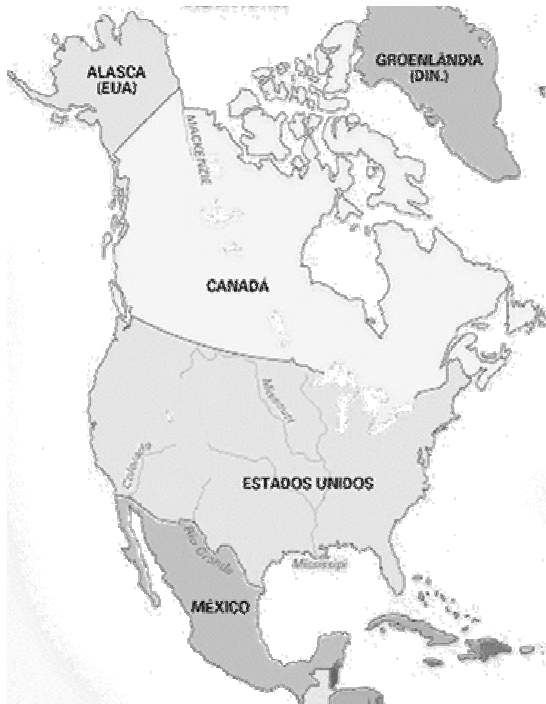 ALASCA
(EUA)
GROENLÂNDIA
(DIN.)
MACKENZIE
CANADÁ
Missouri
Colorado
ESTADOS UNIDOS
Rio Grande
Mississipi
MÉXICO